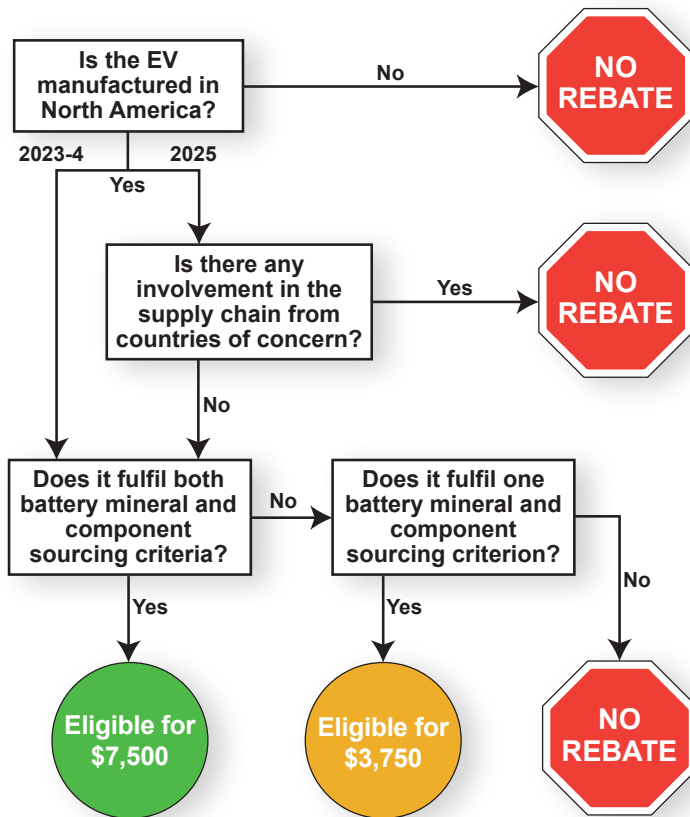 Is the EV
manufactured in
North America?
No
NO
REBATE
2023-4
2025
Yes
Is there any
involvement in the
supply chain from
countries of concern?
Yes
NO
REBATE
No
Does it fulfil both
battery mineral and
component
sourcing criteria?
No
Does it fulfil one
battery mineral and
component
sourcing criterion?
No
Yes
Yes
Eligible for
$7,500
Eligible for
$3,750
NO
REBATE